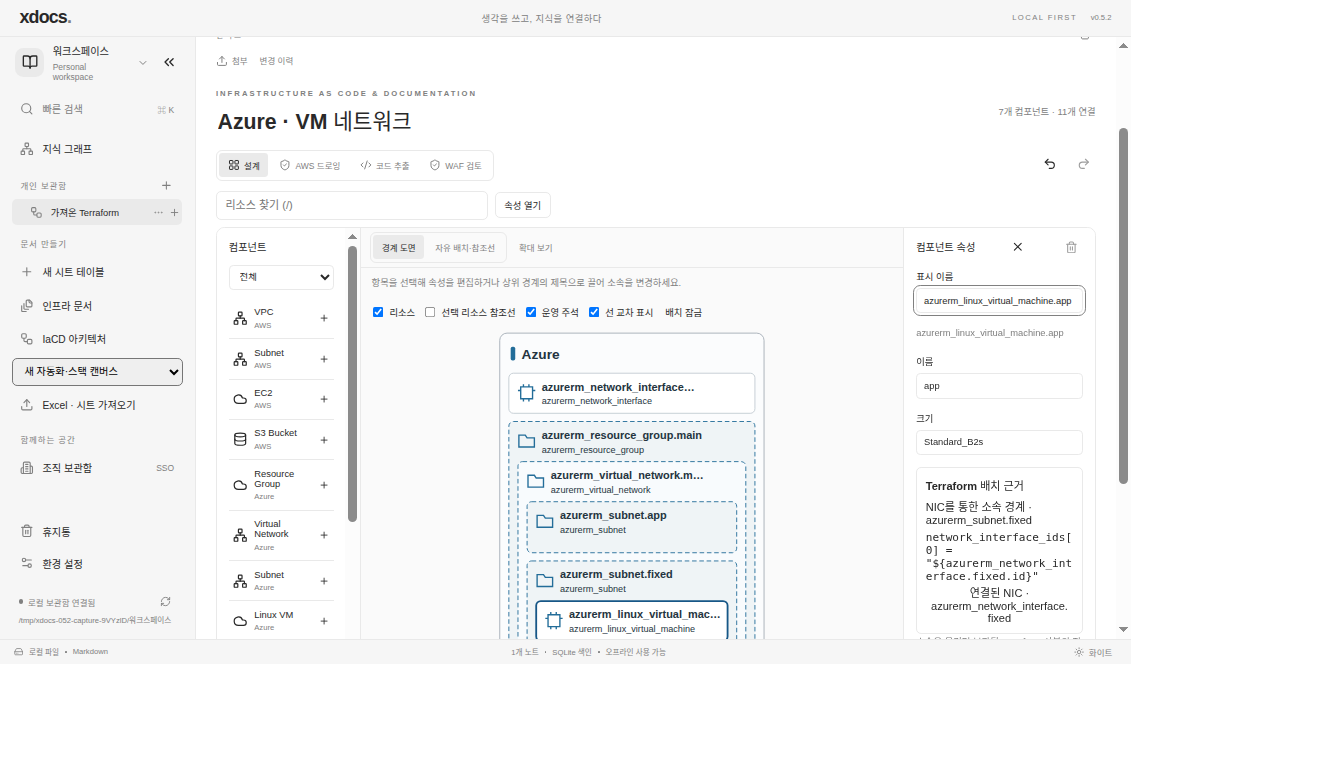 xdocs.
생각을 쓰고, 지식을 연결하다
LOCAL FIRST v0.5.2
워크스페이스
Personal
workspace
빠른 검색 ⌘ K
지식 그래프
개인 보관함
가져온 Terraform
문서 만들기
새 시트 테이블
인프라 문서
IaCD 아키텍처
새 자동화·스택 캔버스
Excel · 시트 가져오기
함께하는 공간
조직 보관함 SSO
휴지통
환경 설정
로컬 보관함 연결됨
/tmp/xdocs-052-capture-9VYzID/워크스페이스
첨부 변경 이력
INFRASTRUCTURE AS CODE & DOCUMENTATION
Azure · VM 네트워크
7개 컴포넌트 · 11개 연결
설계 AWS 드로잉 코드 추출 WAF 검토
리소스 찾기 (/) 속성 열기
컴포넌트
전체
VPC
AWS
Subnet
AWS
EC2
AWS
S3 Bucket
AWS
Resource
Group
Azure
Virtual
Network
Azure
Subnet
Azure
Linux VM
Azure
경계 도면 자유 배치·참조선 확대 보기
항목을 선택해 속성을 편집하거나 상위 경계의 제목으로 끌어 소속을 변경하세요.
리소스 선택 리소스 참조선 운영 주석 선 교차 표시 배치 잠금
Azure
azurerm_network_interface…
azurerm_network_interface
azurerm_resource_group.main
azurerm_resource_group
azurerm_virtual_network.m…
azurerm_virtual_network
azurerm_subnet.app
azurerm_subnet
azurerm_subnet.fixed
azurerm_subnet
azurerm_linux_virtual_mac…
azurerm_linux_virtual_machine
컴포넌트 속성
표시 이름
azurerm_linux_virtual_machine.app
azurerm_linux_virtual_machine.app
이름
app
크기
Standard_B2s
Terraform 배치 근거
NIC를 통한 소속 경계 ·
azurerm_subnet.fixed
network_interface_ids[
0] =
"${azurerm_network_int
erface.fixed.id}"
연결된 NIC ·
azurerm_network_interface.
fixed
로컬 파일 • Markdown
1개 노트 • SQLite 색인 • 오프라인 사용 가능
화이트